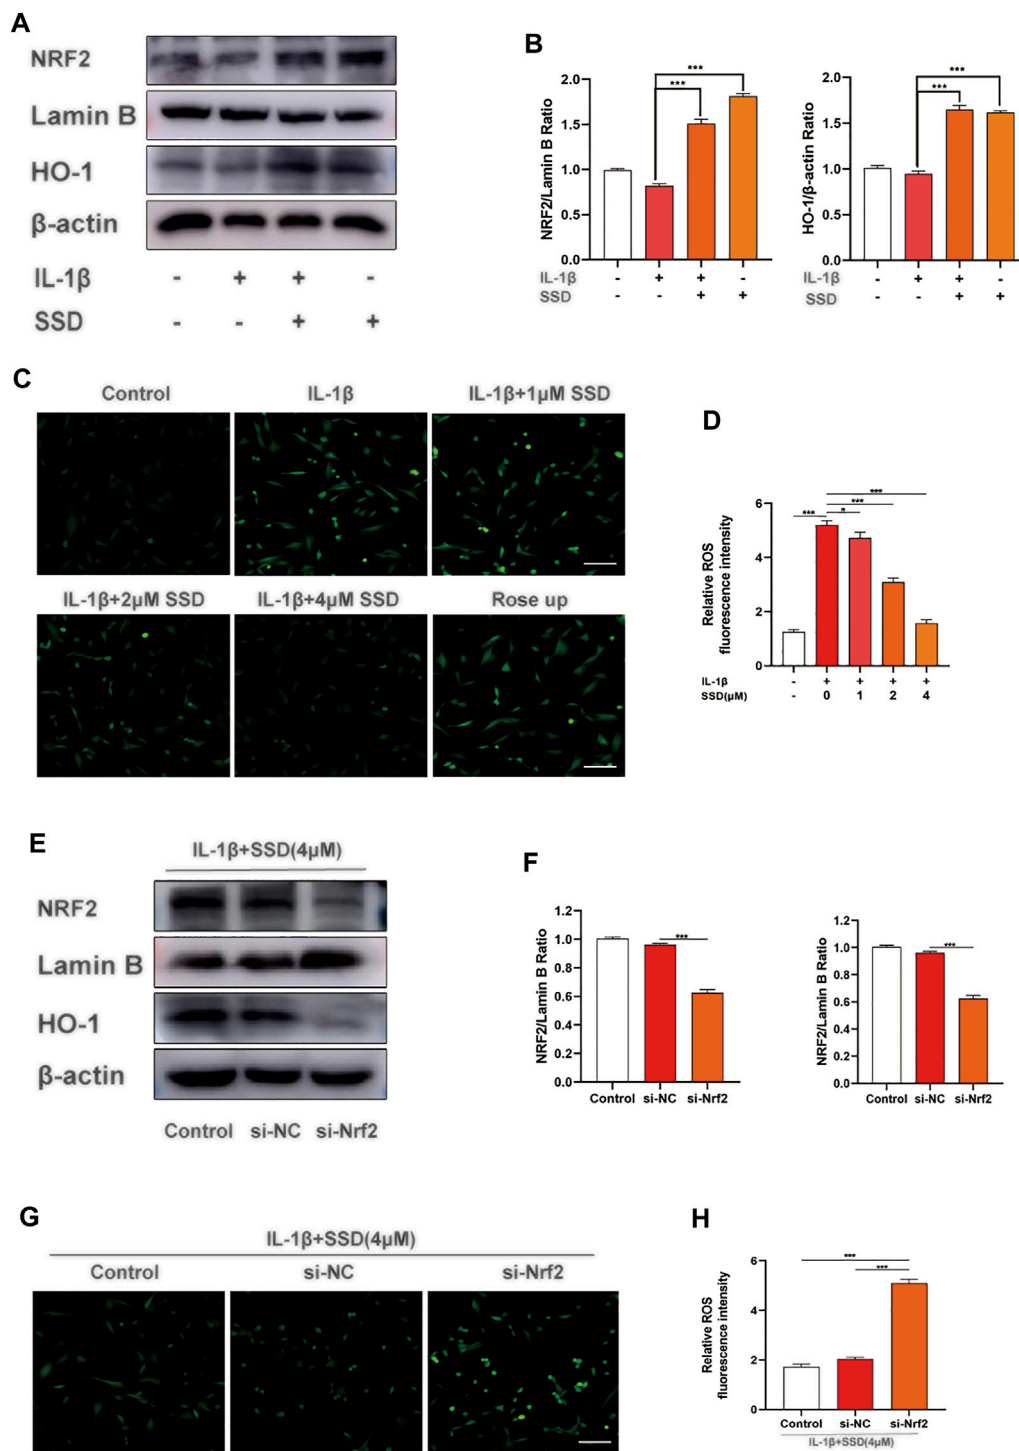 A
NRF2
Lamin B
HO-1
β-actin
IL-1β - + + -
SSD - - + +
B
NRF2/Lamin B Ratio
2.0
1.5
1.0
0.5
0.0
***
***
IL-1β - + + -
SSD - - + +
HO-1/β-actin Ratio
2.0
1.5
1.0
0.5
0.0
***
***
IL-1β - + + -
SSD - - + +
C
Control IL-1β IL-1β+1μM SSD
IL-1β+2μM SSD IL-1β+4μM SSD Rose up
D
Relative ROS
fluorescence intensity
6
4
2
0
***
***
*** *
IL-1β - + + + +
SSD(μM) - 0 1 2 4
E
IL-1β+SSD(4μM)
NRF2
Lamin B
HO-1
β-actin
Control si-NC si-Nrf2
F
NRF2/Lamin B Ratio
1.2
1.0
0.8
0.6
0.4
0.2
0.0
***
Control si-NC si-Nrf2
NRF2/Lamin B Ratio
1.2
1.0
0.8
0.6
0.4
0.2
0.0
***
Control si-NC si-Nrf2
G
IL-1β+SSD(4μM)
Control si-NC si-Nrf2
H
Relative ROS
fluorescence intensity
6
4
2
0
***
***
Control si-NC si-Nrf2
IL-1β+SSD(4μM)